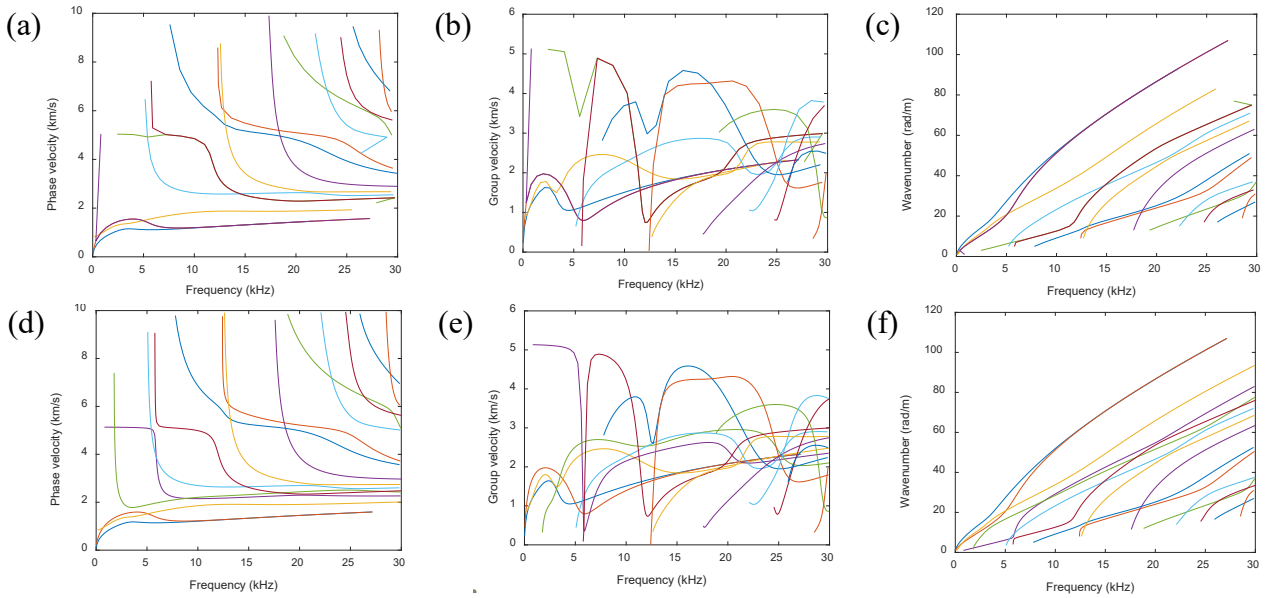 (a)
Phase velocity (km/s)
10
8
6
4
2
0
0 5 10 15 20 25 30
Frequency (kHz)
(b)
Group velocity (km/s)
6
5
4
3
2
1
0
0 5 10 15 20 25 30
Frequency (kHz)
(c)
Wavenumber (rad/m)
120
100
80
60
40
20
0
0 5 10 15 20 25 30
Frequency (kHz)
(d)
Phase velocity (km/s)
10
8
6
4
2
0
0 5 10 15 20 25 30
Frequency (kHz)
(e)
Group velocity (km/s)
6
5
4
3
2
1
0
0 5 10 15 20 25 30
Frequency (kHz)
(f)
Wavenumber (rad/m)
120
100
80
60
40
20
0
0 5 10 15 20 25 30
Frequency (kHz)